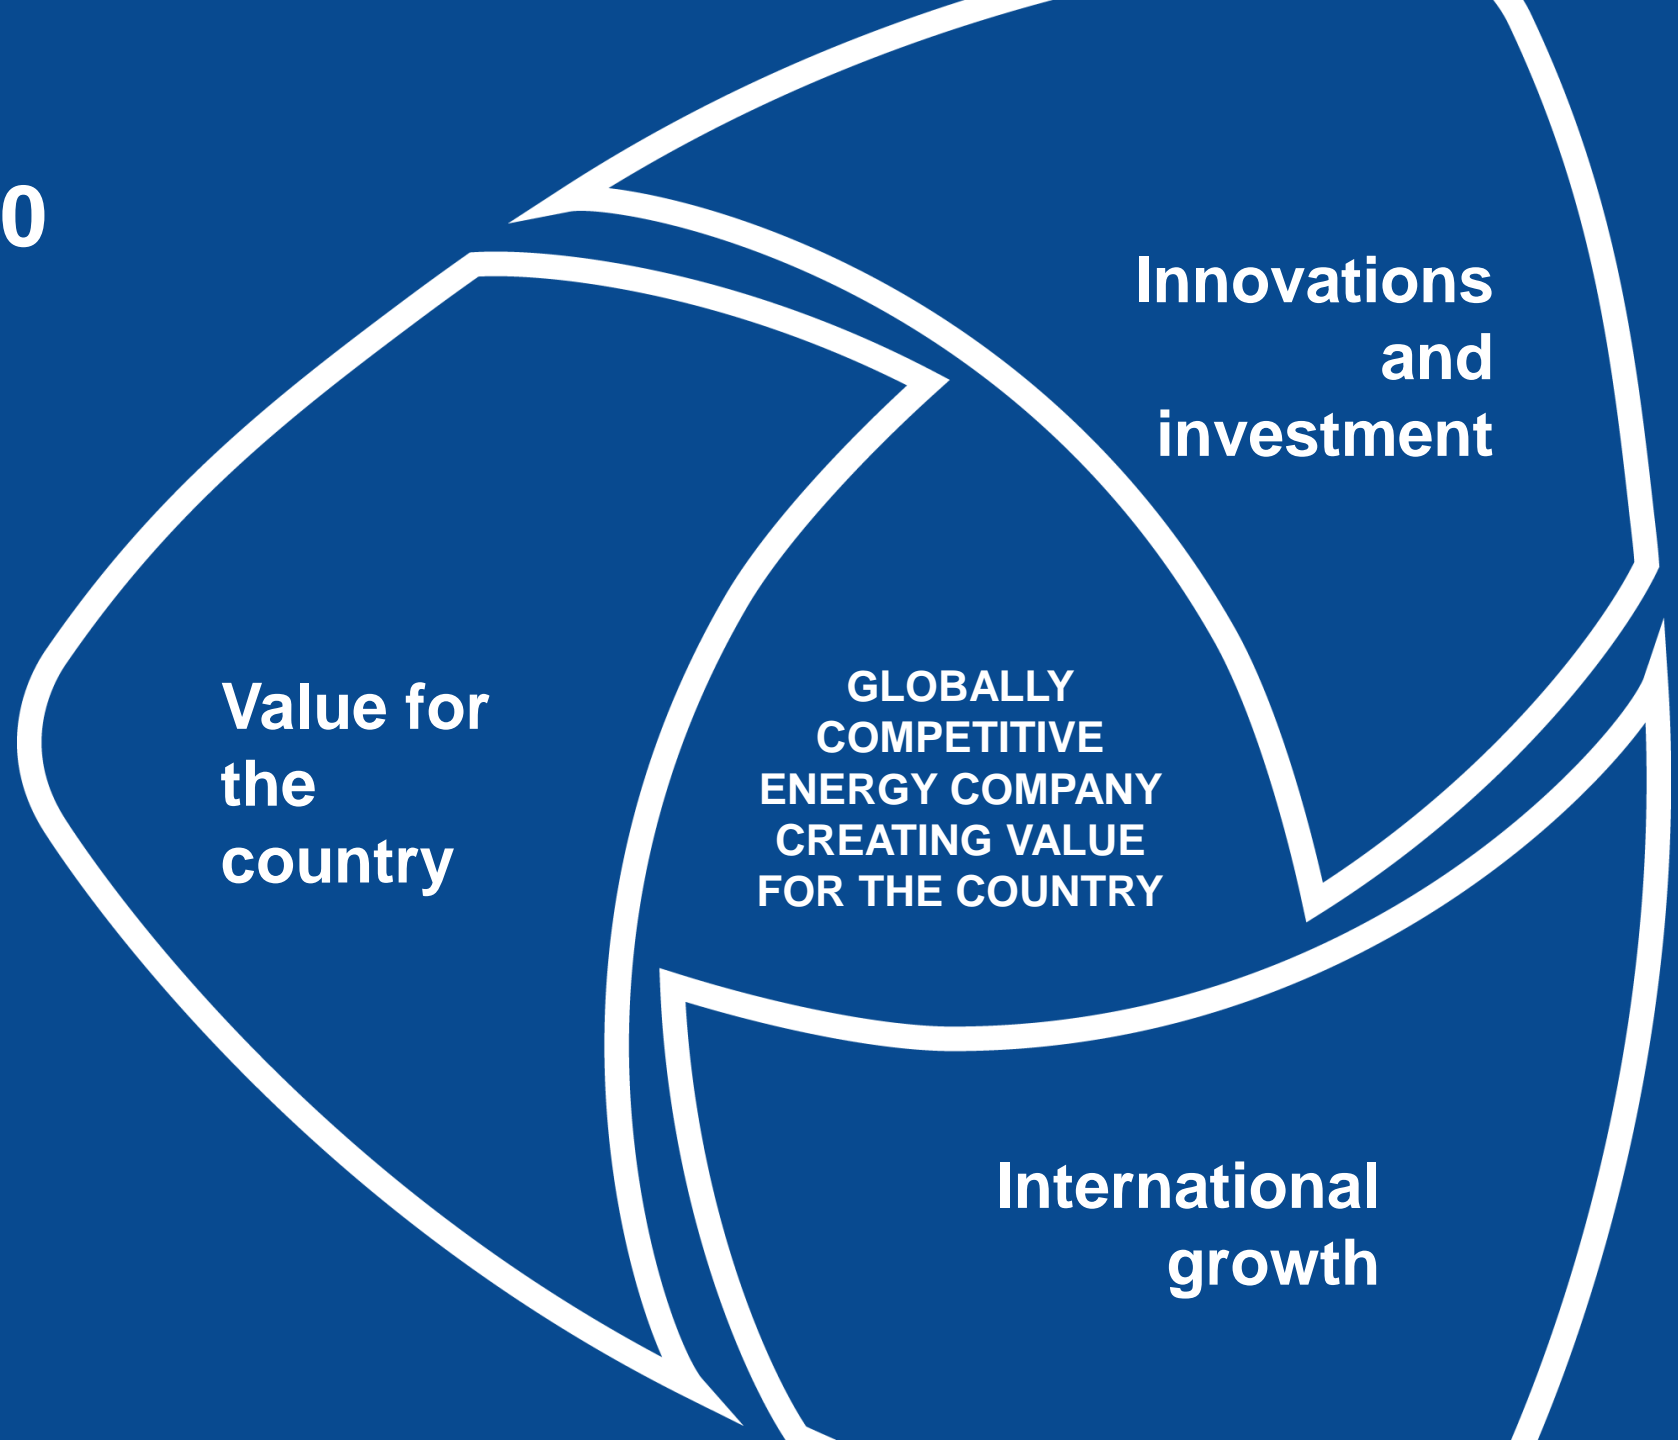 0
Innovations
and
investment
Value for
the
country
GLOBALLY
COMPETITIVE
ENERGY COMPANY
CREATING VALUE
FOR THE COUNTRY
International
growth